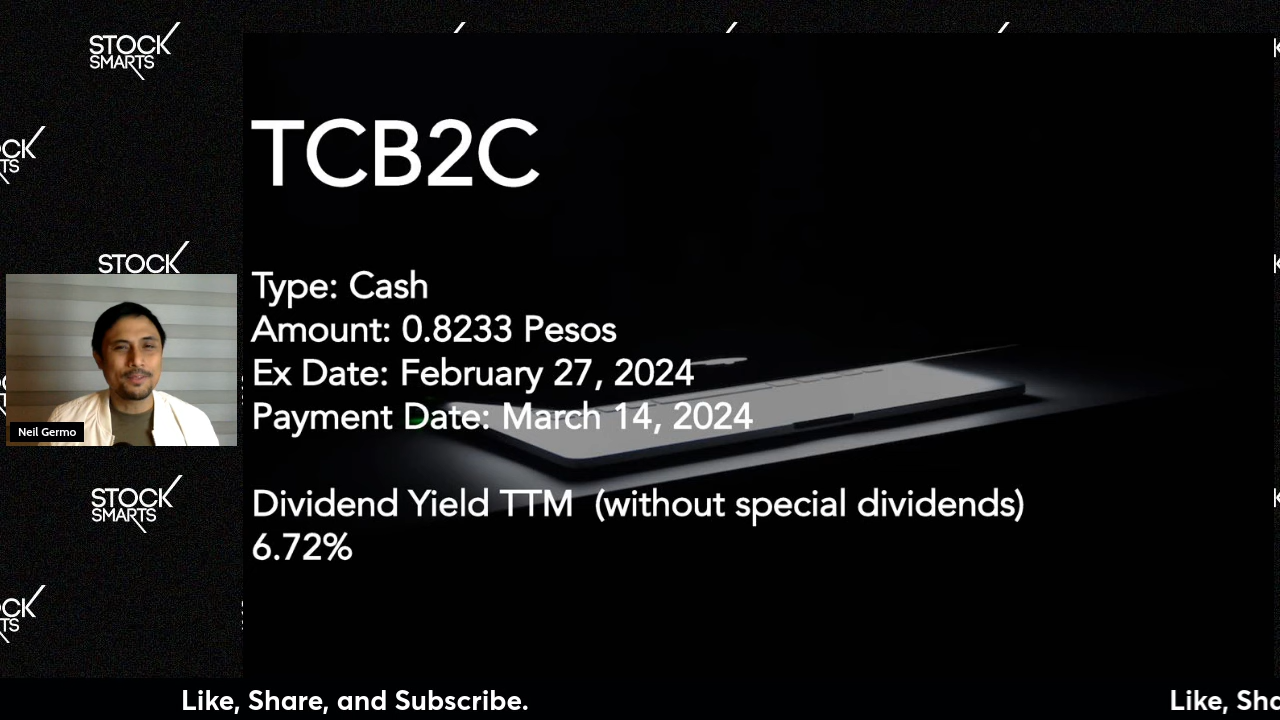 STOCK
SMARTS
TCB2C
STOCK
Type: Cash
Amount: 0.8233 Pesos
Ex Date: February 27, 2024
Payment Date: March 14, 2024
Neil Germo
STOCK
SMARTS
Dividend Yield TTM (without special dividends)
6.72%
Like, Share, and Subscribe.
Like,